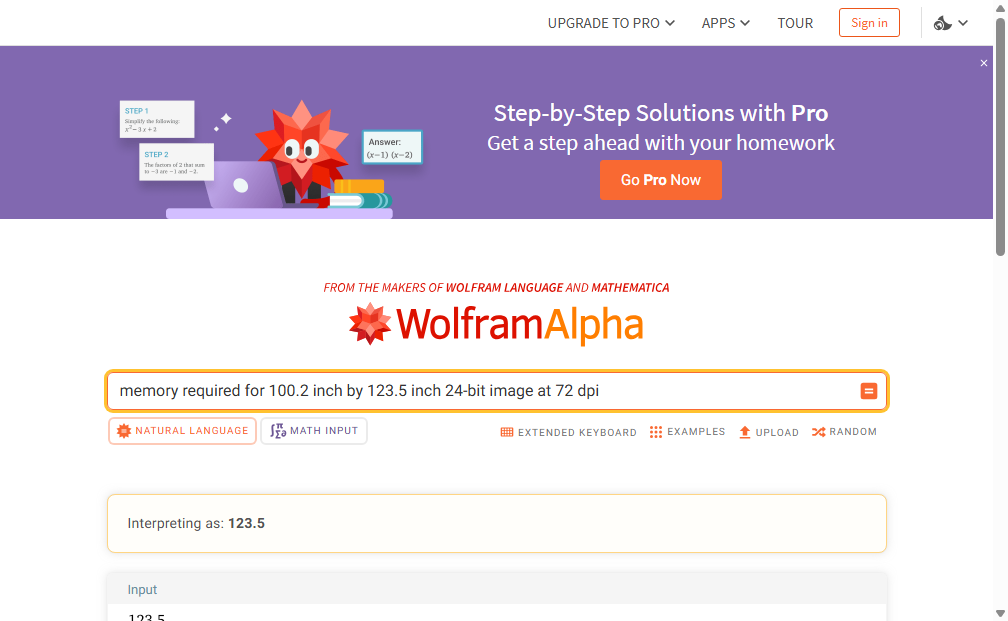 UPGRADE TO PRO APPS TOUR Sign in
×
Step-by-Step Solutions with Pro
Get a step ahead with your homework
Go Pro Now
STEP 1
Simplify the following:
x²− 3 x + 2
STEP 2
The factors of 2 that sum
to −3 are −1 and −2.
Answer:
(x−1) (x−2)
FROM THE MAKERS OF WOLFRAM LANGUAGE AND MATHEMATICA
WolframAlpha
memory required for 100.2 inch by 123.5 inch 24-bit image at 72 dpi
NATURAL LANGUAGE MATH INPUT EXTENDED KEYBOARD EXAMPLES UPLOAD RANDOM
Interpreting as: 123.5
Input
123.5